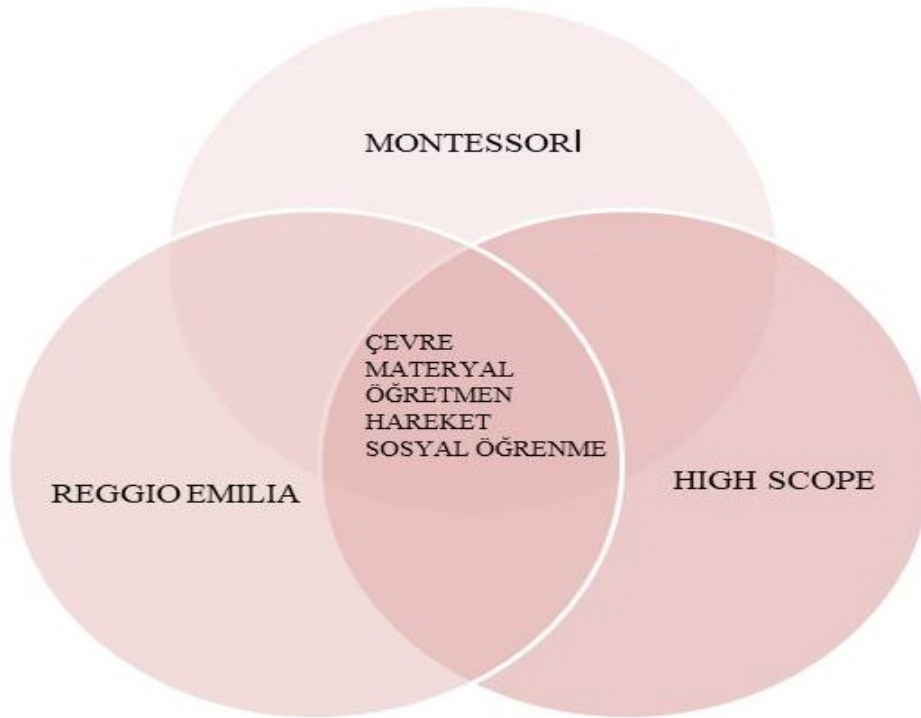 MONTESSORİ
ÇEVRE
MATERYAL
ÖĞRETMEN
HAREKET
SOSYAL ÖĞRENME
REGGIO EMILIA
HIGH SCOPE